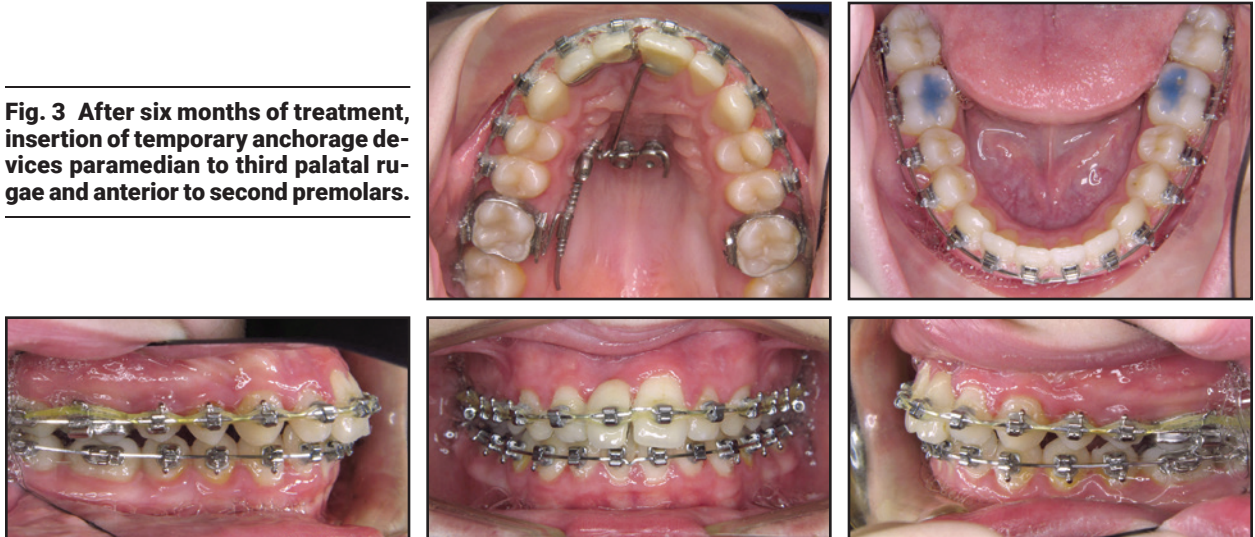 Fig. 3 After six months of treatment,
insertion of temporary anchorage de-
vices paramedian to third palatal ru-
gae and anterior to second premolars.